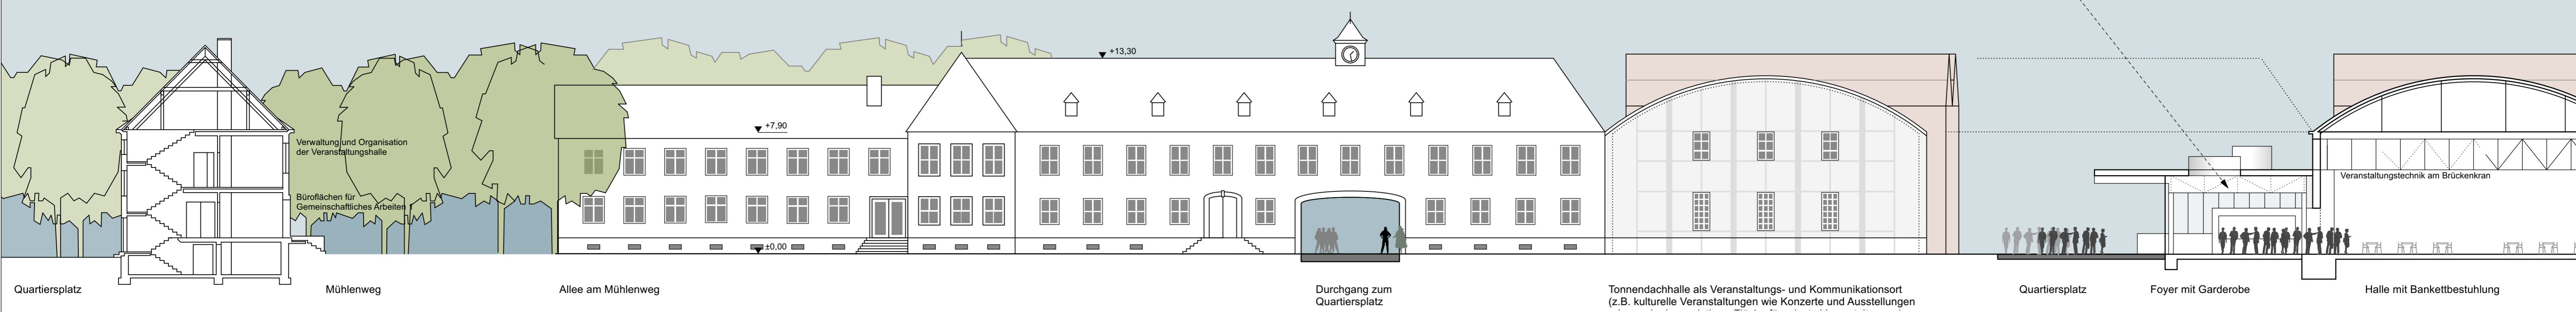 +13,30
+7,90
±0,00
Verwaltung und Organisation
der Veranstaltungshalle
Büroflächen für
Gemeinschaftliches Arbeiten
Veranstaltungstechnik am Brückenkran
Quartiersplatz
Mühlenweg
Allee am Mühlenweg
Durchgang zum
Quartiersplatz
Tonnendachhalle als Veranstaltungs- und Kommunikationsort
(z.B. kulturelle Veranstaltungen wie Konzerte und Ausstellungen
Quartiersplatz
Foyer mit Garderobe
Halle mit Bankettbestuhlung